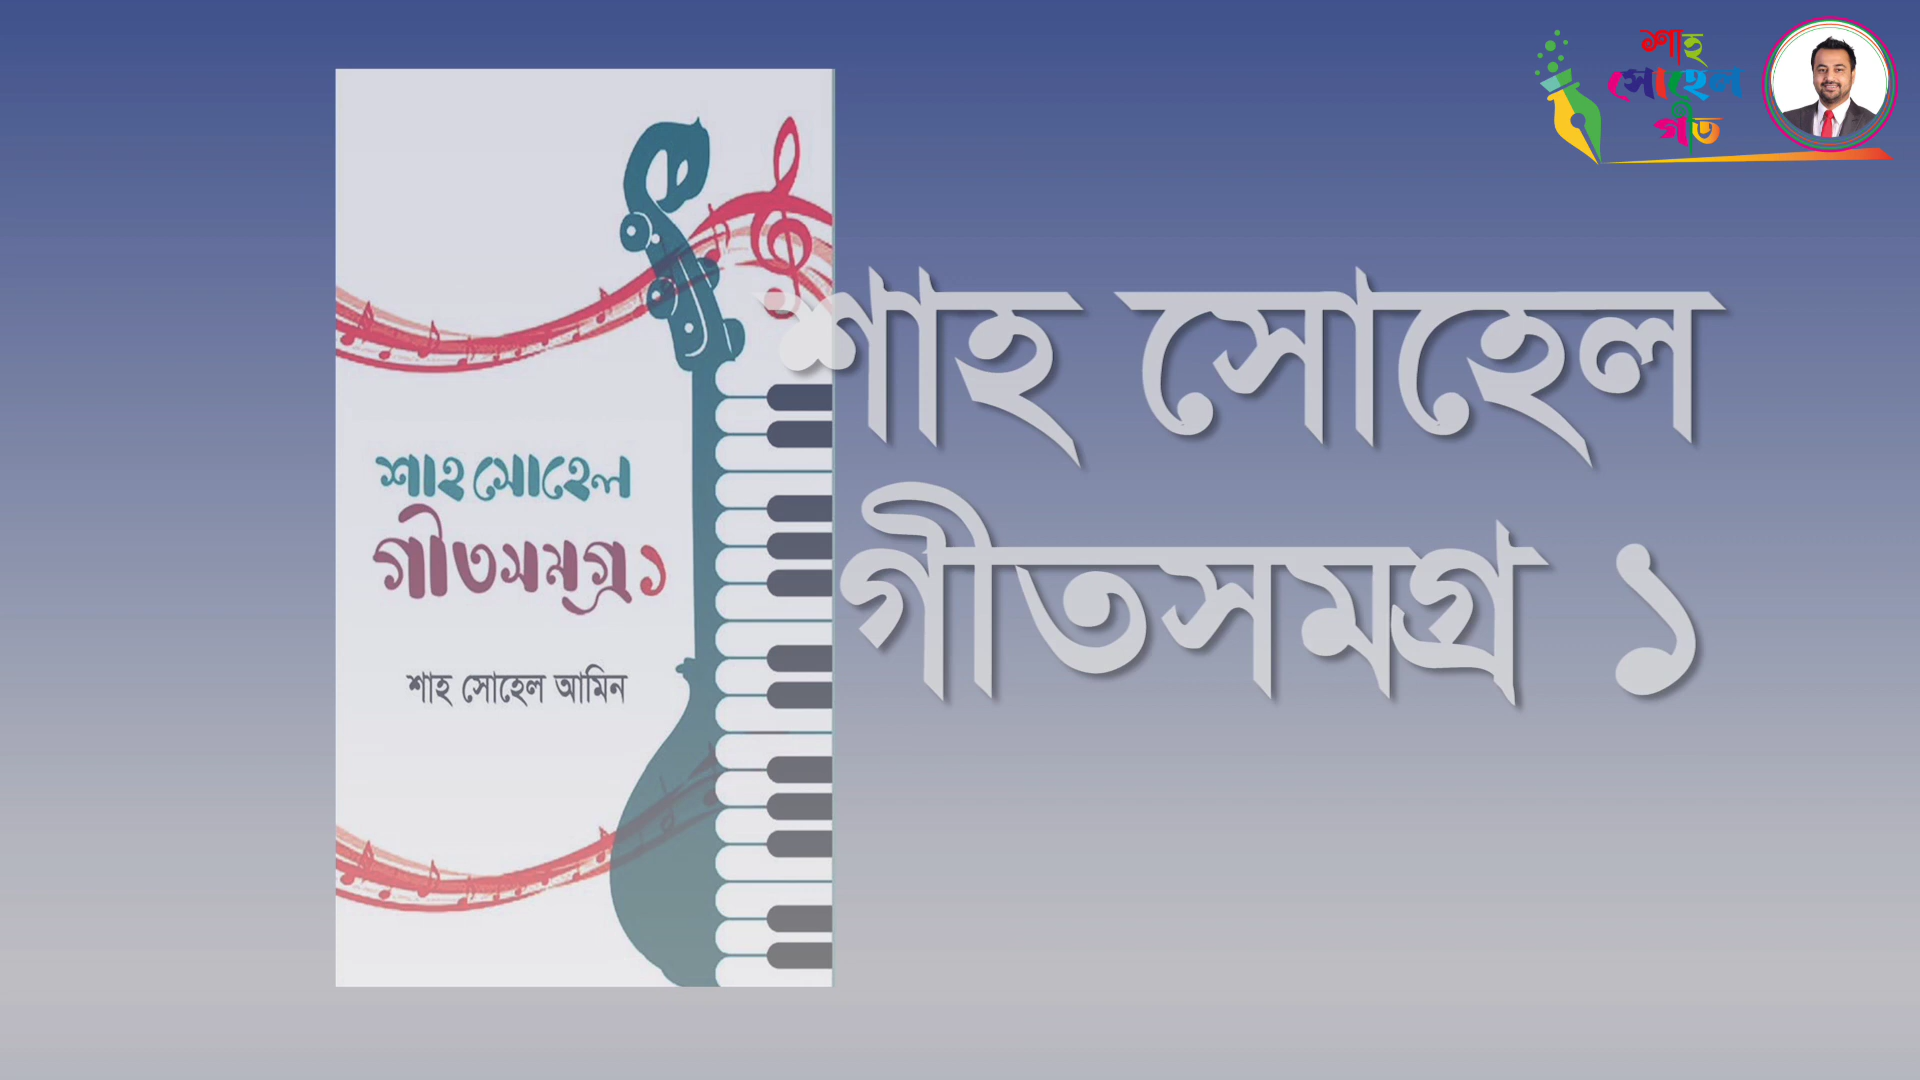 শাহ
সোহেল
গীত
শাহ সোহেল
গীতসমগ্র ১
শাহ সোহেল
গীতসমগ্র ১
শাহ সোহেল আমিন